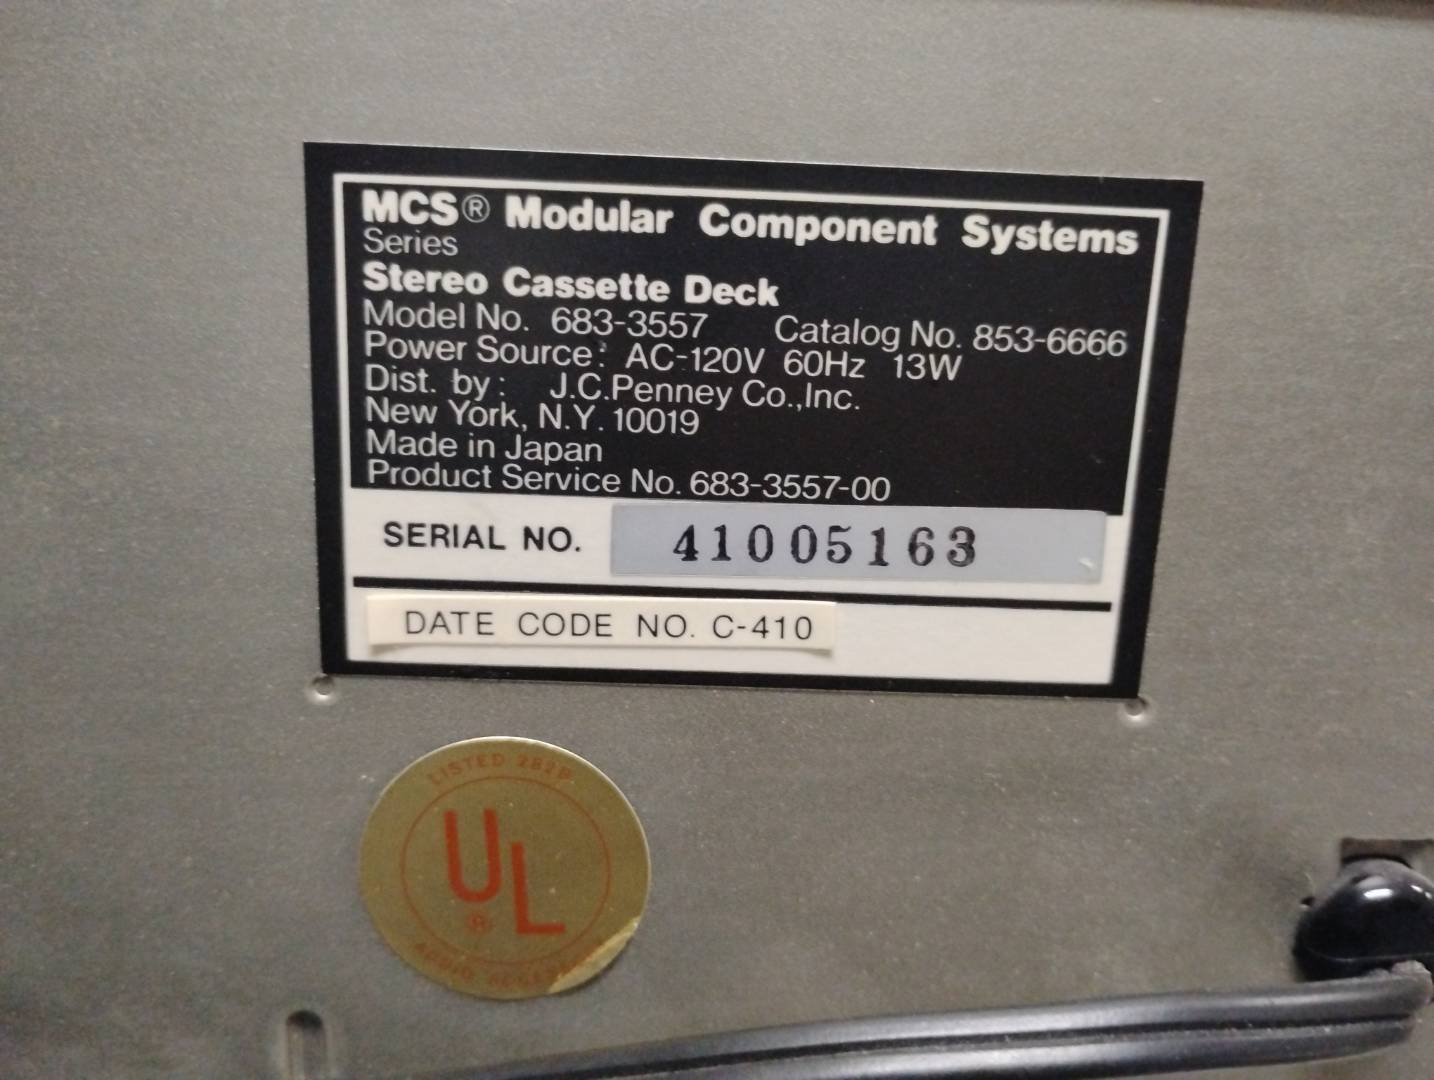 MCS® Modular Component Systems
Series
Stereo Cassette Deck
Model No. 683-3557 Catalog No. 853-6666
Power Source: AC-120V 60Hz 13W
Dist. by: J.C.Penney Co.,Inc.
New York, N.Y. 10019
Made in Japan
Product Service No. 683-3557-00
SERIAL NO. 41005163
DATE CODE NO. C-410
LISTED
UL
®
AUDIO